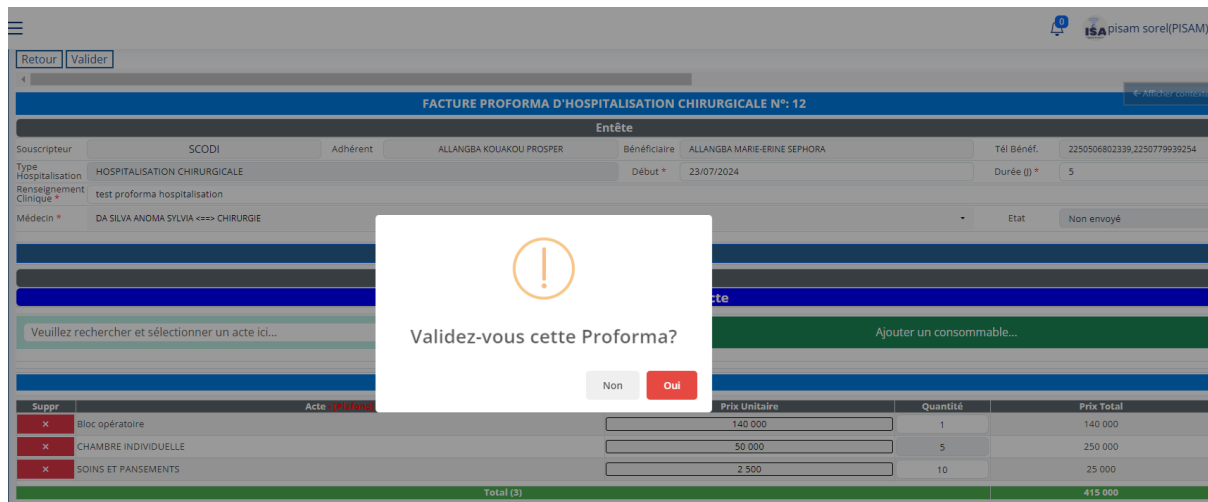 0
ISA pisam sorel(PISAM)
Retour Valider
← Afficher
FACTURE PROFORMA D'HOSPITALISATION CHIRURGICALE N°: 12
Entête
Souscripteur SCODI Adhérent ALLANGBA KOUAKOU PROSPER Bénéficiaire ALLANGBA MARIE-ERINE SEPHORA Tél Bénéf. 2250506802339,2250779939254
Type Hospitalisation HOSPITALISATION CHIRURGICALE Début * 23/07/2024 Durée (J) * 5
Renseignement Clinique * test proforma hospitalisation
Médecin * DA SILVA ANOMA SYLVIA <==> CHIRURGIE Etat Non envoyé
cte
Veuillez rechercher et sélectionner un acte ici... Ajouter un consommable...
Validez-vous cette Proforma?
Non Oui
Suppr Acte Prix Unitaire Quantité Prix Total
× Bloc opératoire 140 000 1 140 000
× CHAMBRE INDIVIDUELLE 50 000 5 250 000
× SOINS ET PANSEMENTS 2 500 10 25 000
Total (3) 415 000